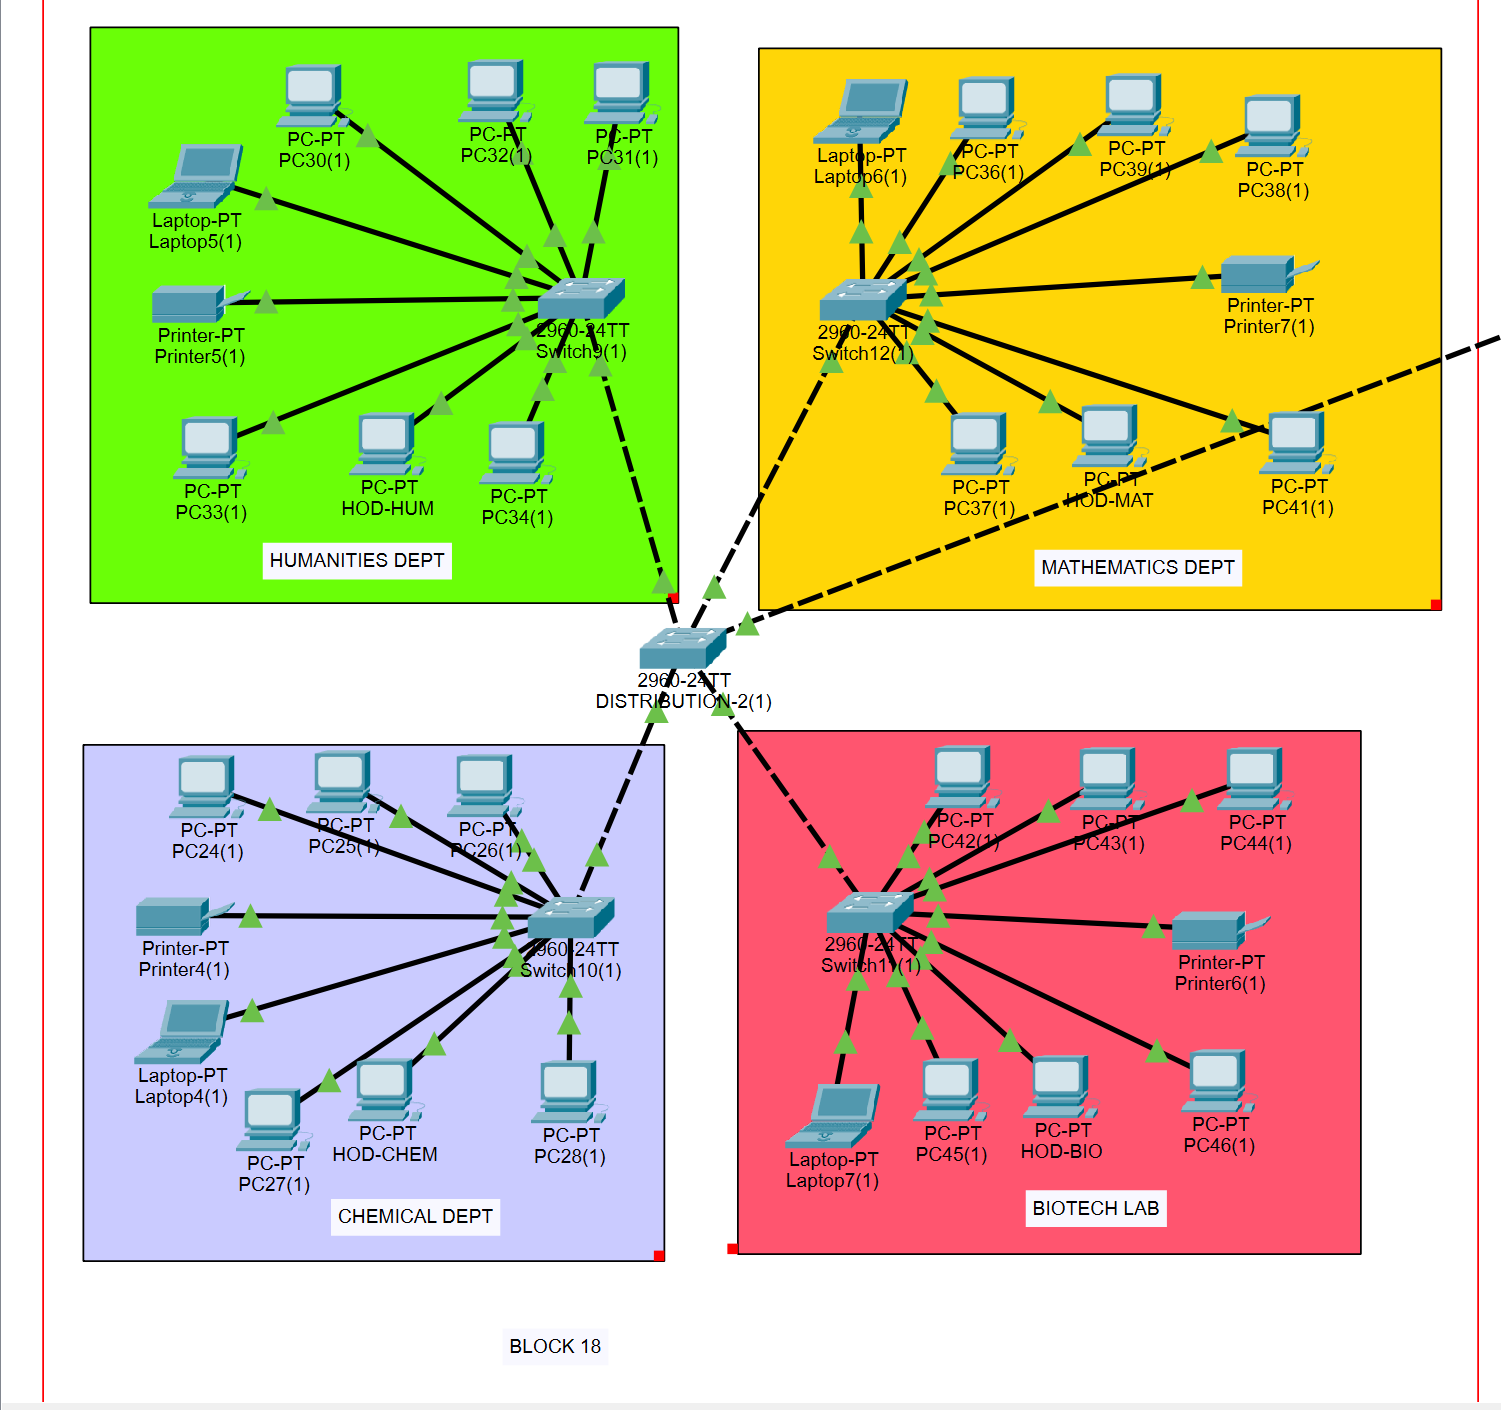 PC-PT
PC30(1)
PC-PT
PC32(1)
PC-PT
PC31(1)
Laptop-PT
Laptop5(1)
Printer-PT
Printer5(1)
2960-24TT
Switch9(1)
PC-PT
PC33(1)
PC-PT
HOD-HUM
PC-PT
PC34(1)
HUMANITIES DEPT
Laptop-PT
Laptop6(1)
PC-PT
PC36(1)
PC-PT
PC39(1)
PC-PT
PC38(1)
Printer-PT
Printer7(1)
2960-24TT
Switch12(1)
PC-PT
PC37(1)
PC-PT
HOD-MAT
PC-PT
PC41(1)
MATHEMATICS DEPT
2960-24TT
DISTRIBUTION-2(1)
PC-PT
PC24(1)
PC-PT
PC25(1)
PC-PT
PC26(1)
Printer-PT
Printer4(1)
2960-24TT
Switch10(1)
Laptop-PT
Laptop4(1)
PC-PT
PC27(1)
PC-PT
HOD-CHEM
PC-PT
PC28(1)
CHEMICAL DEPT
PC-PT
PC42(1)
PC-PT
PC43(1)
PC-PT
PC44(1)
2960-24TT
Switch11(1)
Printer-PT
Printer6(1)
Laptop-PT
Laptop7(1)
PC-PT
PC45(1)
PC-PT
HOD-BIO
PC-PT
PC46(1)
BIOTECH LAB
BLOCK 18